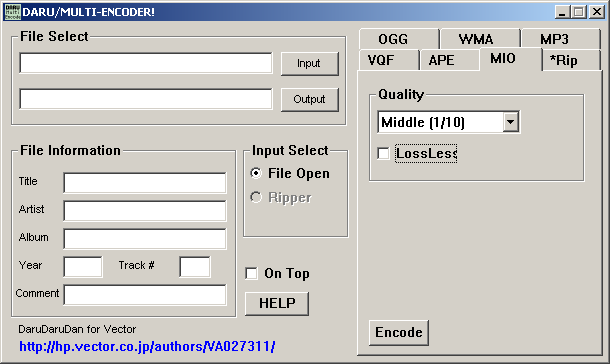 DARU/MULTI-ENCODER!
File Select
Input
Output
File Information
Title
Artist
Album
Year
Track #
Comment
Input Select
File Open
Ripper
On Top
HELP
DaruDaruDan for Vector
http://hp.vector.co.jp/authors/VA027311/
OGG WMA MP3
VQF APE MIO *Rip
Quality
Middle (1/10)
LossLess
Encode